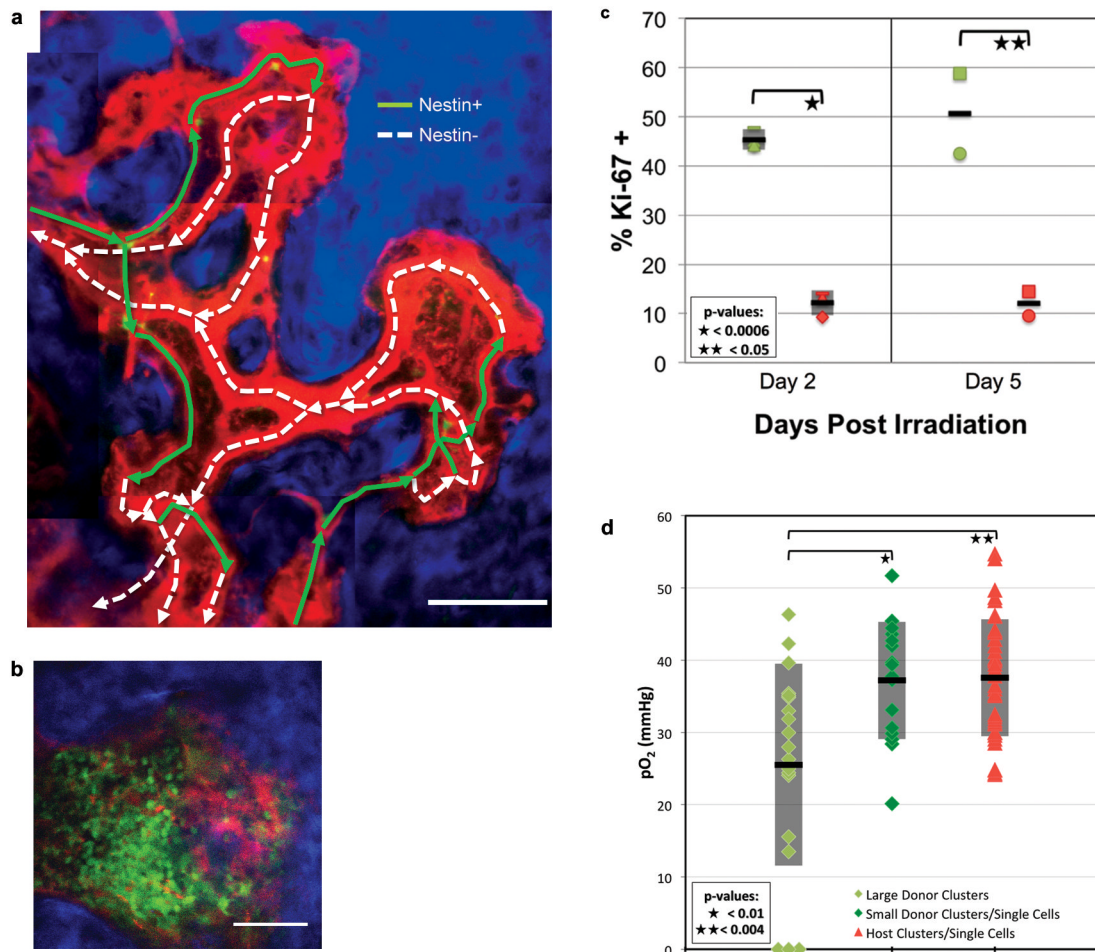 a
Nestin+
Nestin-
b
c
% Ki-67 +
70
60
50
40
30
20
10
0
★
★★
p-values:
★ < 0.0006
★★ < 0.05
Day 2
Day 5
Days Post Irradiation
d
pO₂ (mmHg)
60
50
40
30
20
10
0
★
★★
p-values:
★ < 0.01
★★< 0.004
Large Donor Clusters
Small Donor Clusters/Single Cells
Host Clusters/Single Cells